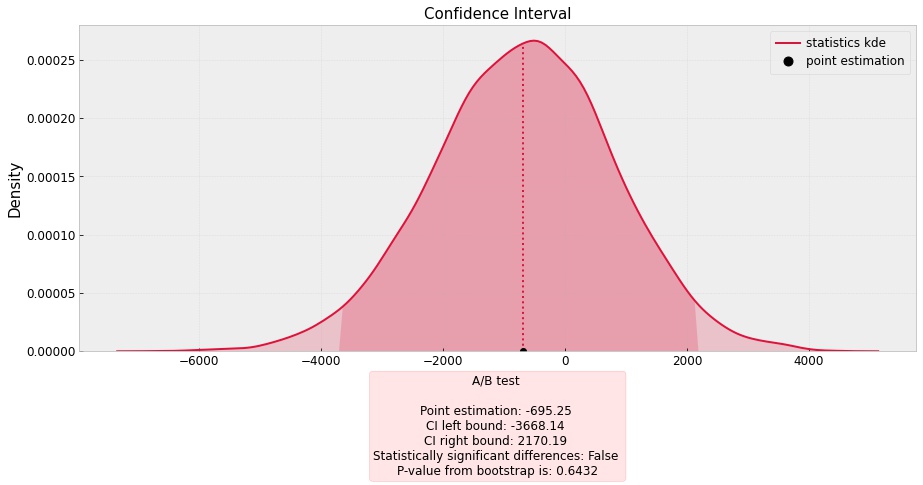 Confidence Interval
statistics kde
point estimation
Density
0.00025
0.00020
0.00015
0.00010
0.00005
0.00000
−6000
−4000
−2000
0
2000
4000
A/B test
Point estimation: -695.25
CI left bound: -3668.14
CI right bound: 2170.19
Statistically significant differences: False
P-value from bootstrap is: 0.6432